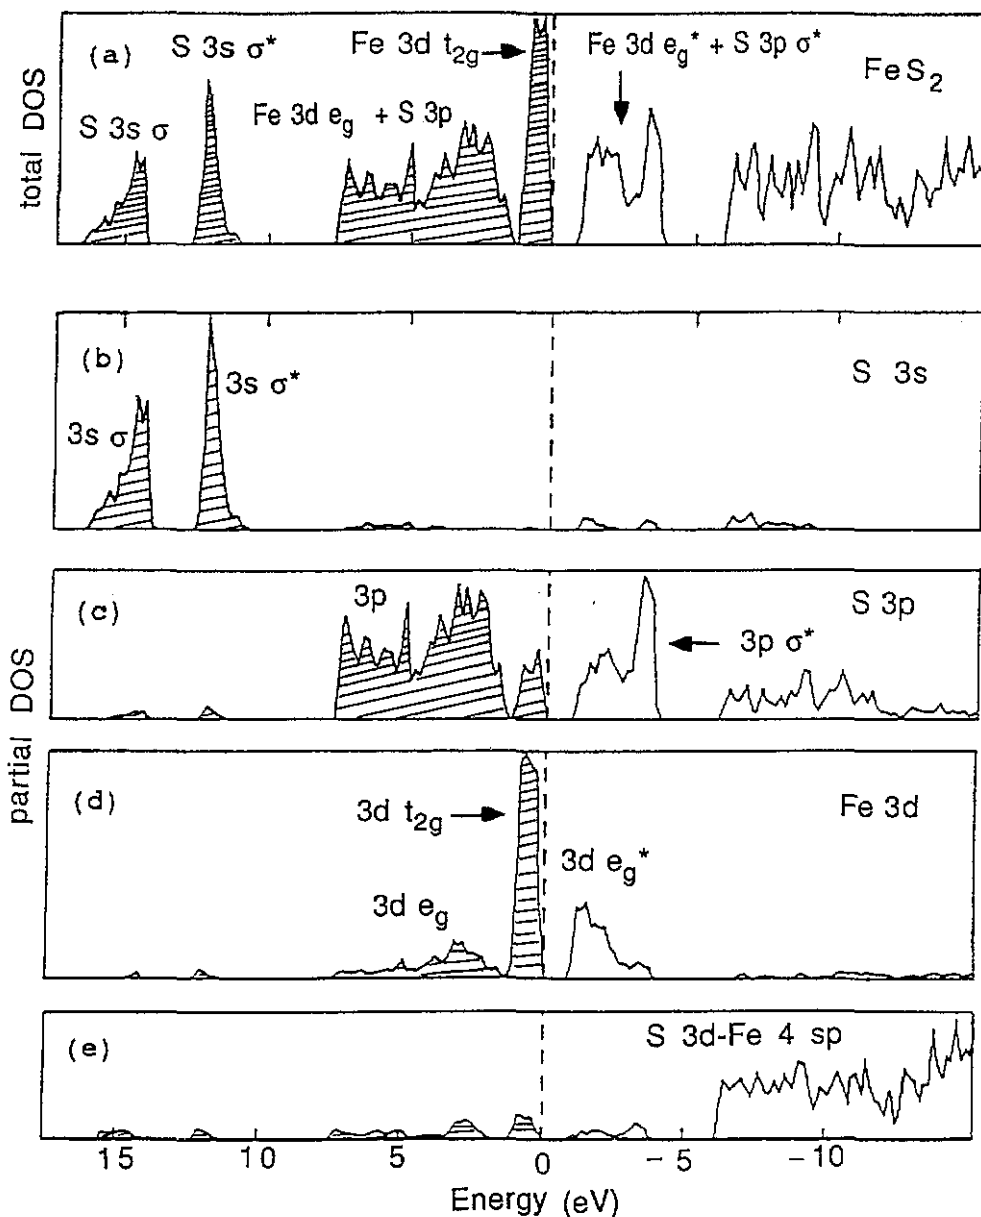 (a)
S 3s σ*
Fe 3d t2g
Fe 3d eg* + S 3p σ*
FeS2
S 3s σ
Fe 3d eg + S 3p
total DOS
(b)
3s σ*
S 3s
3s σ
(c)
3p
S 3p
3p σ*
partial DOS
(d)
3d t2g
Fe 3d
3d eg*
3d eg
(e)
S 3d-Fe 4 sp
15 10 5 0 -5 -10
Energy (eV)